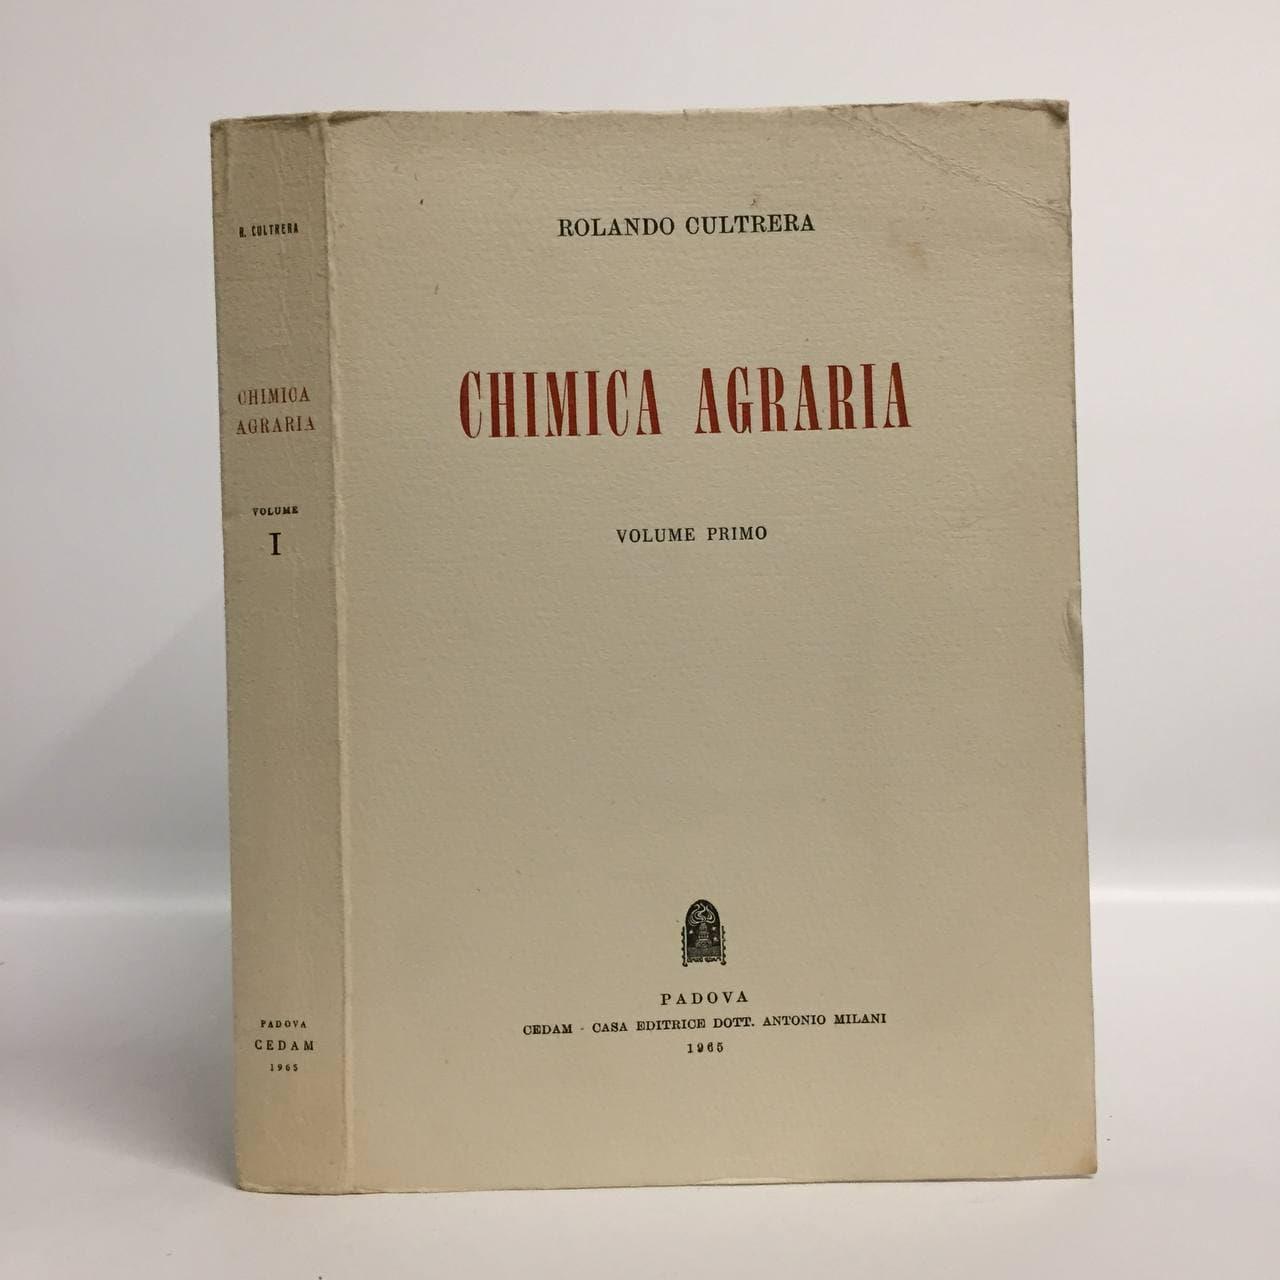 R. CULTRERA
CHIMICA
AGRARIA
VOLUME
I
PADOVA
CEDAM
1965
ROLANDO CULTRERA
CHIMICA AGRARIA
VOLUME PRIMO
PADOVA
CEDAM - CASA EDITRICE DOTT. ANTONIO MILANI
1965